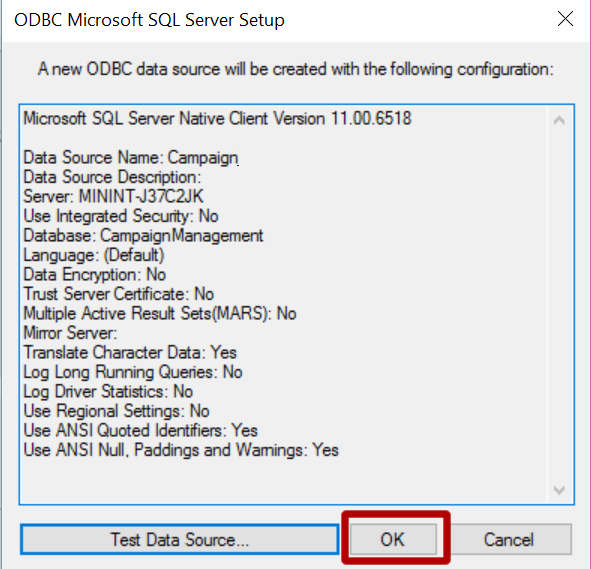 ODBC Microsoft SQL Server Setup
A new ODBC data source will be created with the following configuration:
Microsoft SQL Server Native Client Version 11.00.6518
Data Source Name: Campaign
Data Source Description:
Server: MININT-J37C2JK
Use Integrated Security: No
Database: CampaignManagement
Language: (Default)
Data Encryption: No
Trust Server Certificate: No
Multiple Active Result Sets(MARS): No
Mirror Server:
Translate Character Data: Yes
Log Long Running Queries: No
Log Driver Statistics: No
Use Regional Settings: No
Use ANSI Quoted Identifiers: Yes
Use ANSI Null, Paddings and Warnings: Yes
Test Data Source... OK Cancel